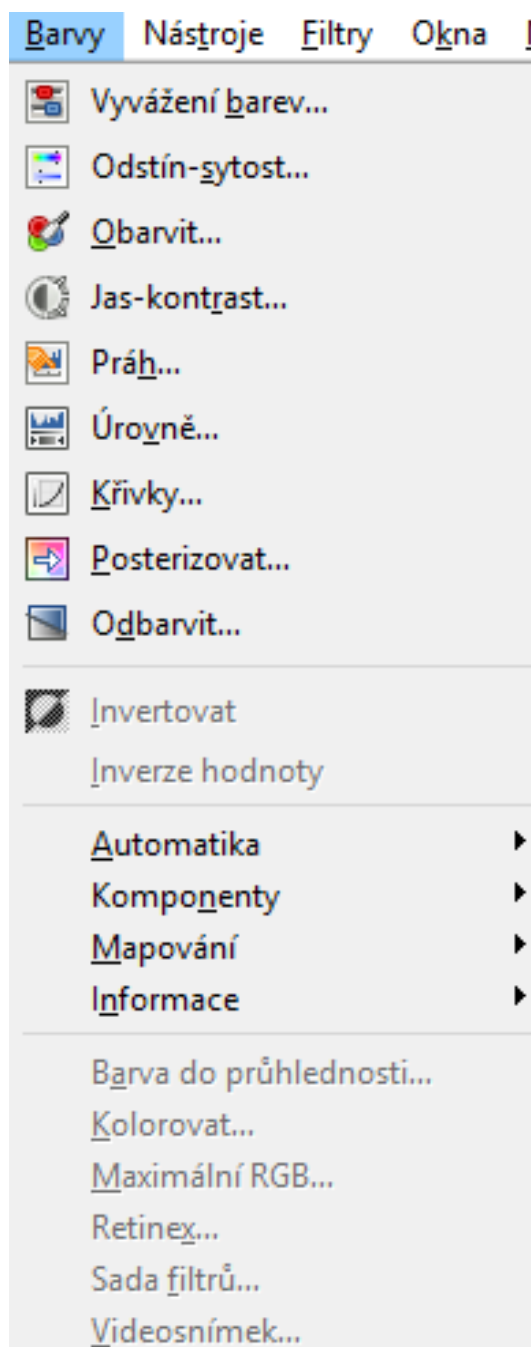 Barvy Nástroje Filtry Okna
Vyvážení barev...
Odstín-sytost...
Obarvit...
Jas-kontrast...
Práh...
Úrovně...
Křivky...
Posterizovat...
Odbarvit...
Invertovat
Inverze hodnoty
Automatika
Komponenty
Mapování
Informace
Barva do průhlednosti...
Kolorovat...
Maximální RGB...
Retinex...
Sada filtrů...
Videosnímek...